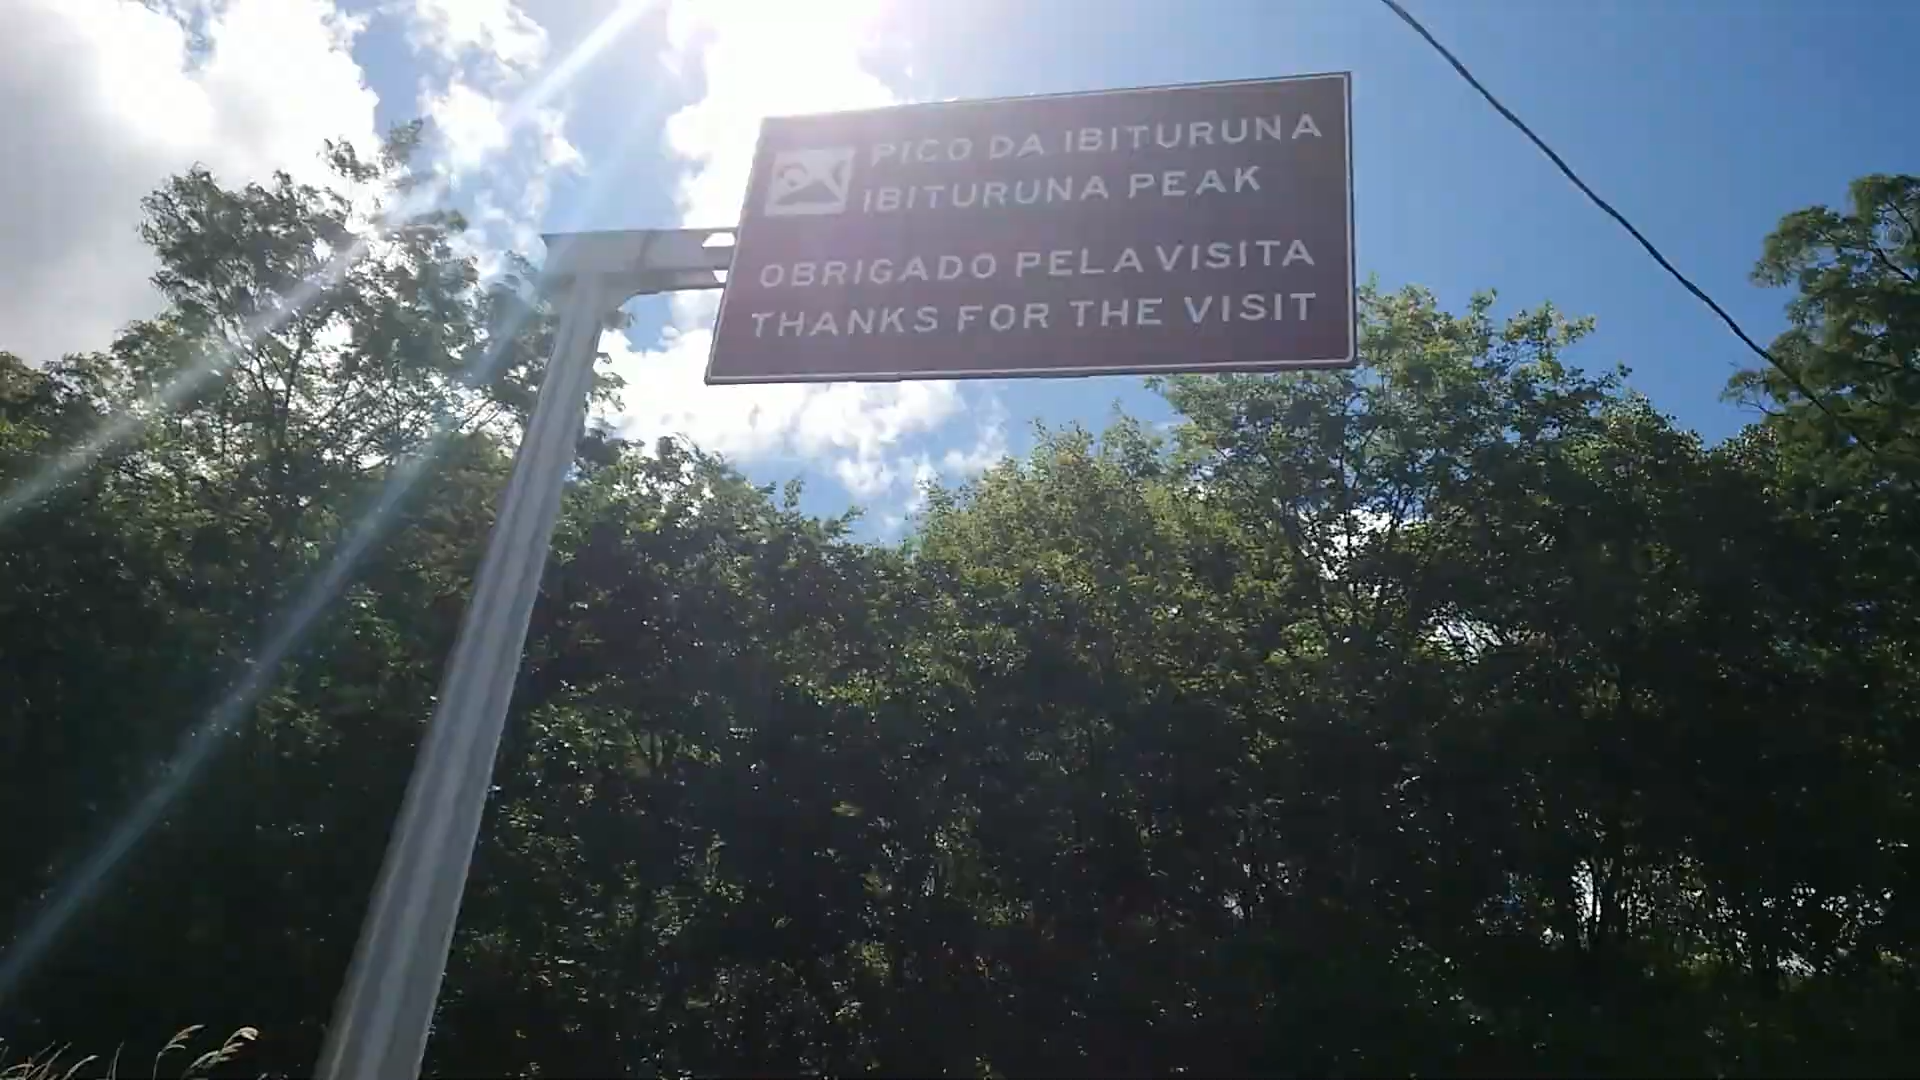 PICO DA IBITURUNA
IBITURUNA PEAK
OBRIGADO PELA VISITA
THANKS FOR THE VISIT